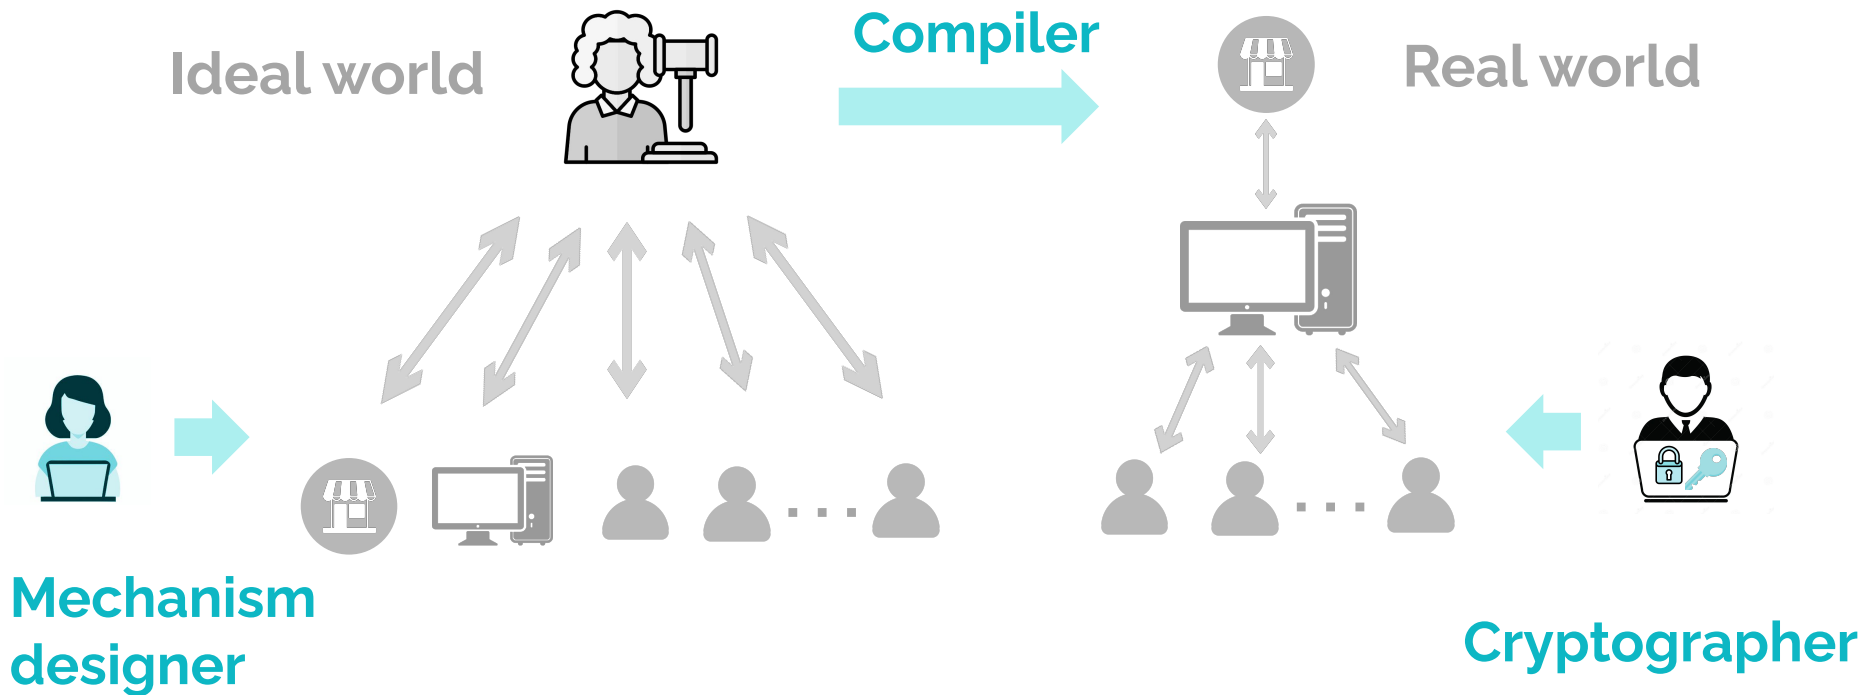 Ideal world
Compiler
Real world
Mechanism
designer
Cryptographer